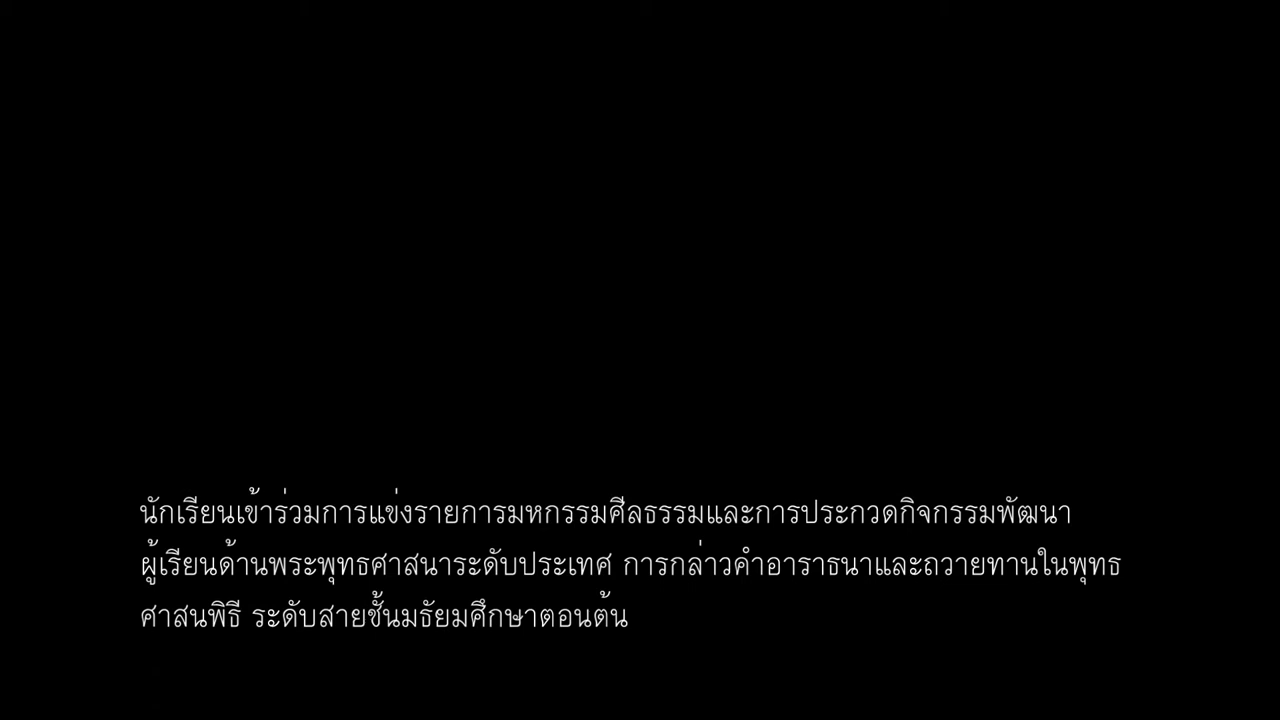 นักเรียนเข้าร่วมการแข่งรายการมหกรรมศีลธรรมและการประกวดกิจกรรมพัฒนา
ผู้เรียนด้านพระพุทธศาสนาระดับประเทศ การกล่าวคำอาราธนาและถวายทานในพุทธ
ศาสนพิธี ระดับสายชั้นมธัยมศึกษาตอนต้น